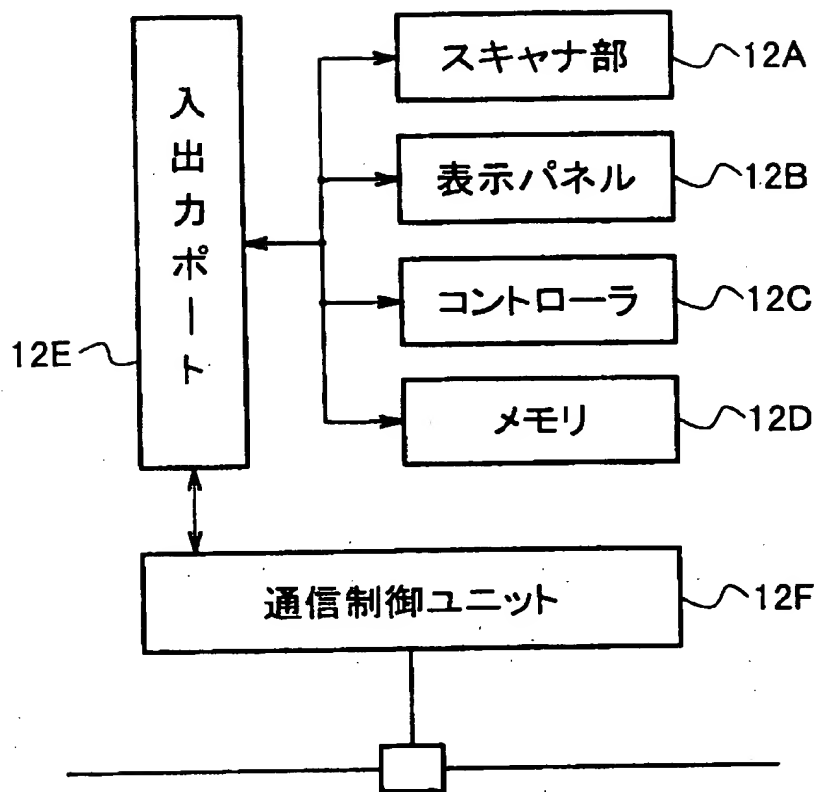 スキャナ部
12A
表示パネル
12B
コントローラ
12C
メモリ
12D
入出力ポート
12E
通信制御ユニット
12F